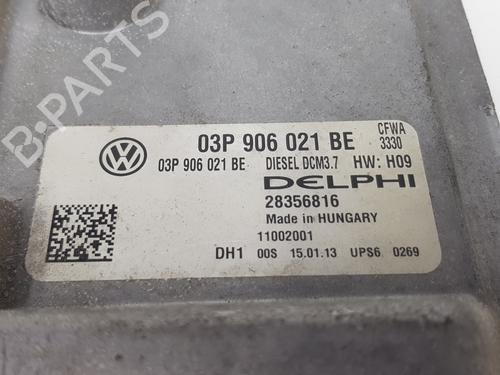 B-PARTS
03P 906 021 BE
CFWA
3330
03P 906 021 BE DIESEL DCM3.7 HW: H09
DELPHI
28356816
Made in HUNGARY
11002001
DH1 00S 15.01.13 UPS6 0269